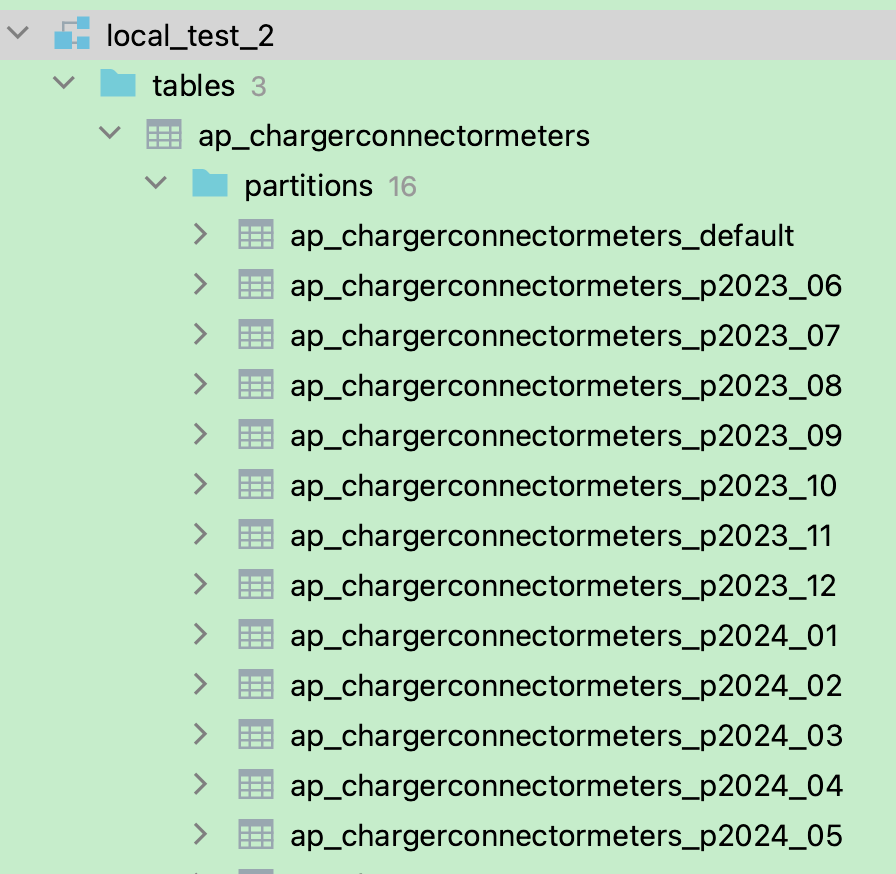 local_test_2
tables 3
ap_chargerconnectormeters
partitions 16
ap_chargerconnectormeters_default
ap_chargerconnectormeters_p2023_06
ap_chargerconnectormeters_p2023_07
ap_chargerconnectormeters_p2023_08
ap_chargerconnectormeters_p2023_09
ap_chargerconnectormeters_p2023_10
ap_chargerconnectormeters_p2023_11
ap_chargerconnectormeters_p2023_12
ap_chargerconnectormeters_p2024_01
ap_chargerconnectormeters_p2024_02
ap_chargerconnectormeters_p2024_03
ap_chargerconnectormeters_p2024_04
ap_chargerconnectormeters_p2024_05